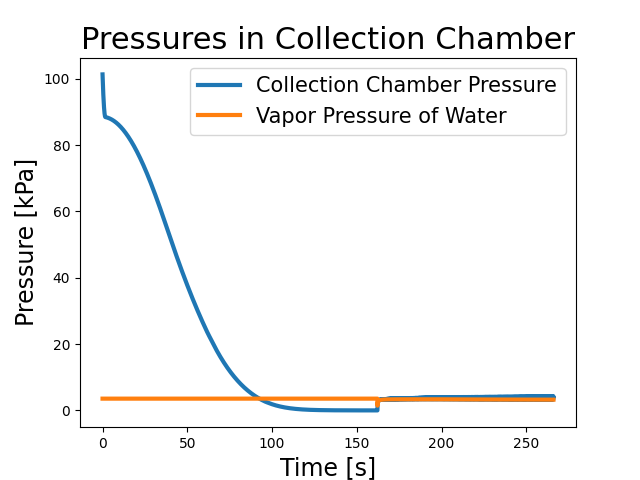 Pressures in Collection Chamber
Collection Chamber Pressure
Vapor Pressure of Water
Pressure [kPa]
100
80
60
40
20
0
0 50 100 150 200 250
Time [s]